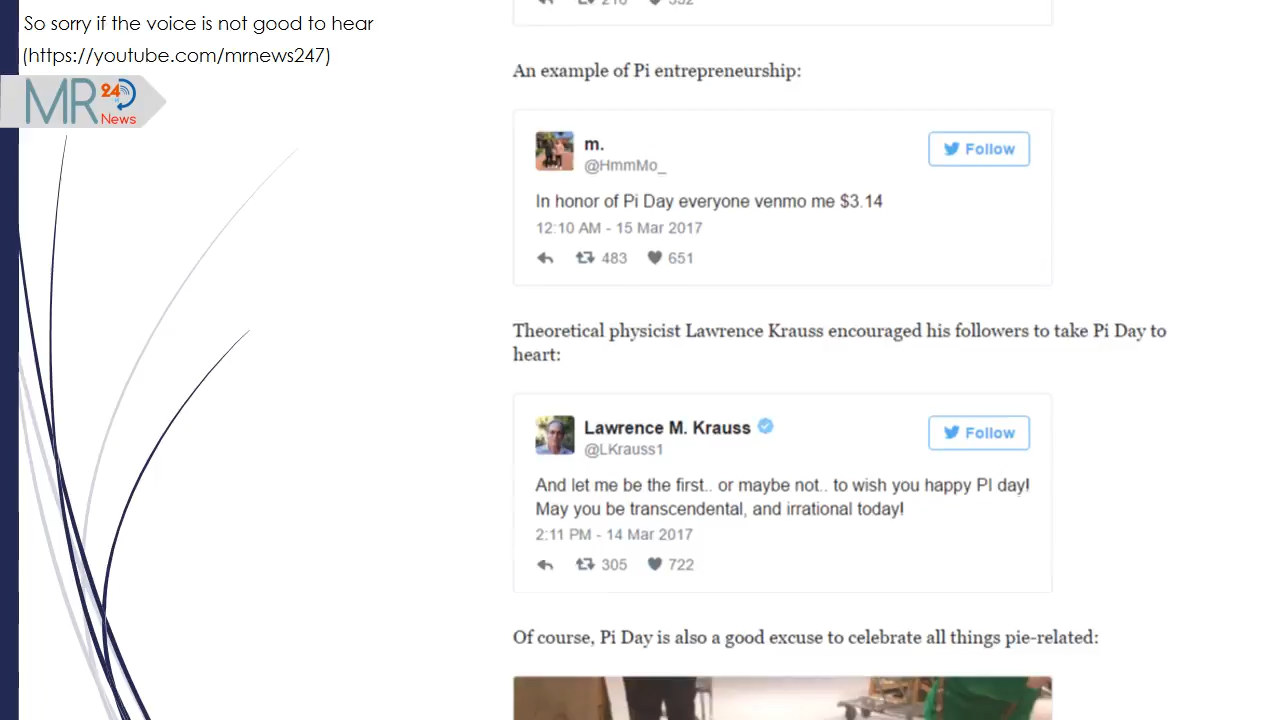 So sorry if the voice is not good to hear
(https://youtube.com/mrnews247)
MR 24 News
An example of Pi entrepreneurship:
m.
@HmmMo_
Follow
In honor of Pi Day everyone venmo me $3.14
12:10 AM - 15 Mar 2017
483 651
Theoretical physicist Lawrence Krauss encouraged his followers to take Pi Day to
heart:
Lawrence M. Krauss
@LKrauss1
Follow
And let me be the first.. or maybe not.. to wish you happy PI day!
May you be transcendental, and irrational today!
2:11 PM - 14 Mar 2017
305 722
Of course, Pi Day is also a good excuse to celebrate all things pie-related: